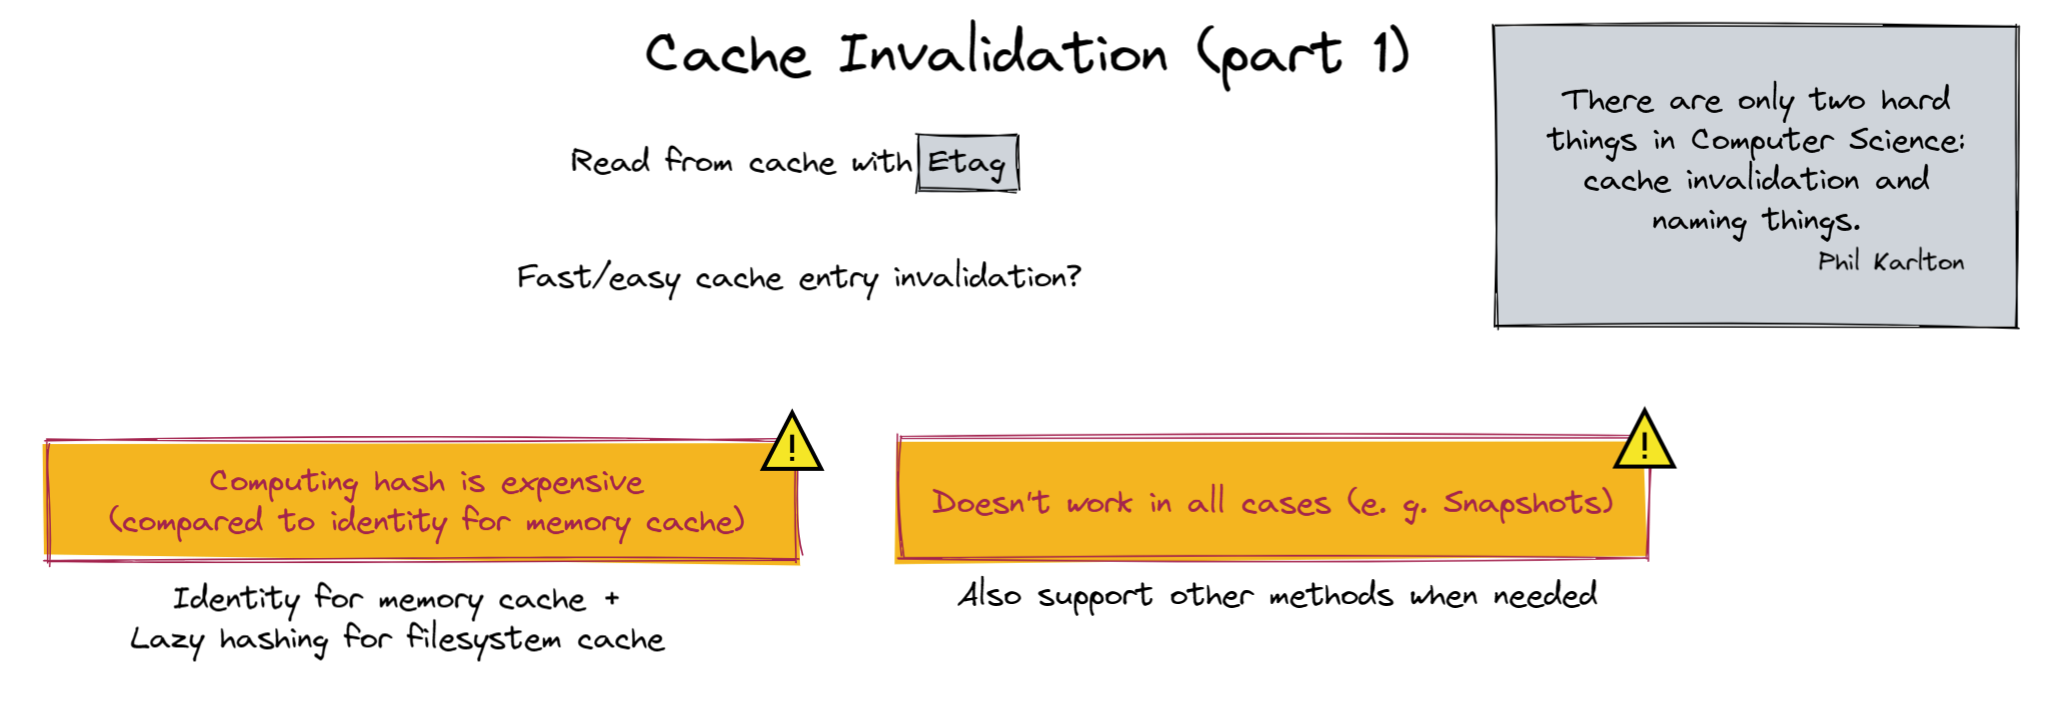 Cache Invalidation (part 1)
There are only two hard
things in Computer Science:
cache invalidation and
naming things.
Phil Karlton
Read from cache with Etag
Fast/easy cache entry invalidation?
!
Computing hash is expensive
(compared to identity for memory cache)
Identity for memory cache +
Lazy hashing for filesystem cache
!
Doesn't work in all cases (e. g. Snapshots)
Also support other methods when needed